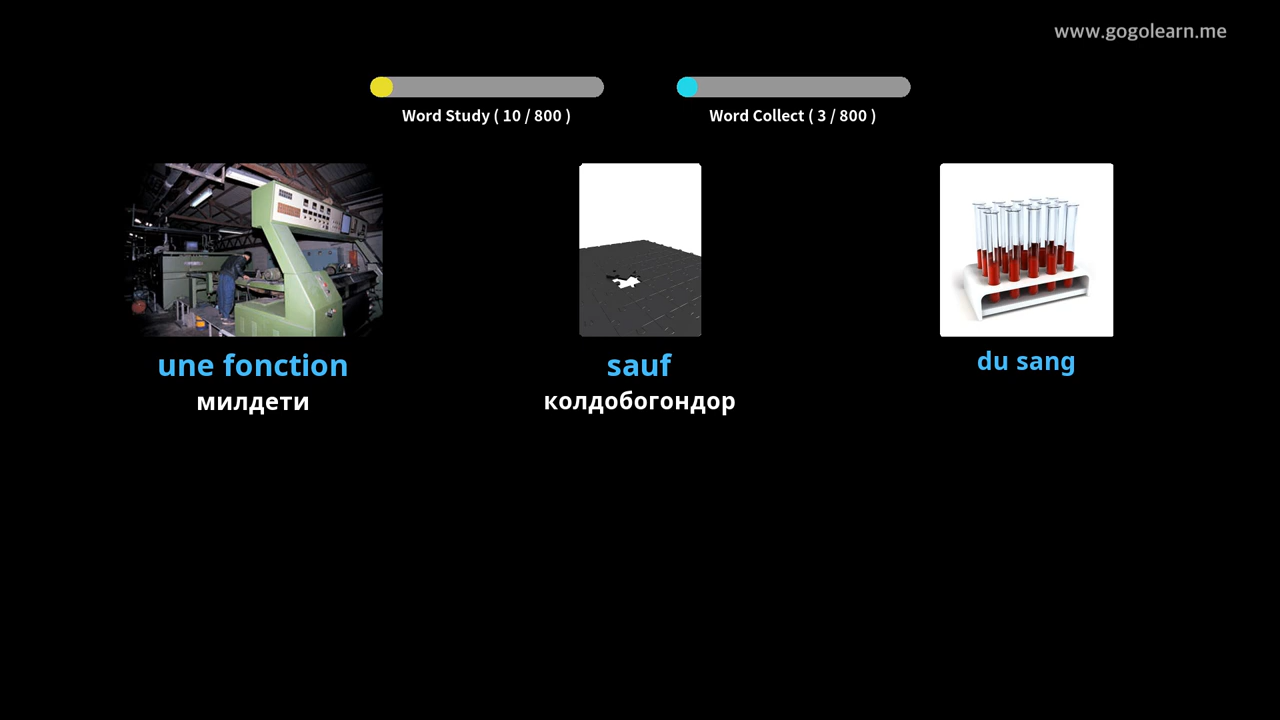 www.gogolearn.me
Word Study ( 10 / 800 )
Word Collect ( 3 / 800 )
une fonction
милдети
sauf
колдобогондор
du sang